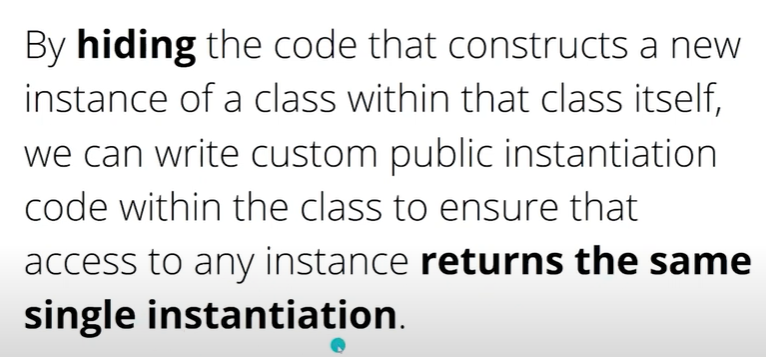 By hiding the code that constructs a new
instance of a class within that class itself,
we can write custom public instantiation
code within the class to ensure that
access to any instance returns the same
single instantiation.